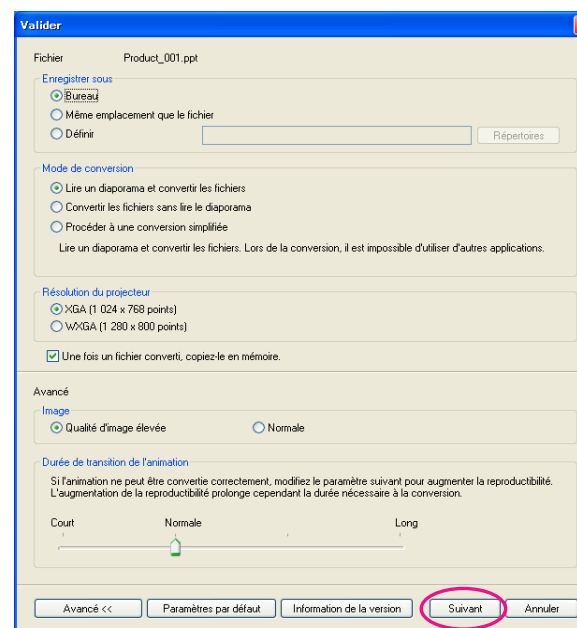 Valider
Fichier Product_001.ppt
Enregistrer sous
Bureau
Même emplacement que le fichier
Définir Répertoires
Mode de conversion
Lire un diaporama et convertir les fichiers
Convertir les fichiers sans lire le diaporama
Procéder à une conversion simplifiée
Lire un diaporama et convertir les fichiers. Lors de la conversion, il est impossible d'utiliser d'autres applications.
Résolution du projecteur
XGA (1 024 x 768 points)
WXGA (1 280 x 800 points)
Une fois un fichier converti, copiez-le en mémoire.
Avancé
Image
Qualité d'image élevée Normale
Durée de transition de l'animation
Si l'animation ne peut être convertie correctement, modifiez le paramètre suivant pour augmenter la reproductibilité.
L'augmentation de la reproductibilité prolonge cependant la durée nécessaire à la conversion.
Court Normale Long
Avancé << Paramètres par défaut Information de la version Suivant Annuler